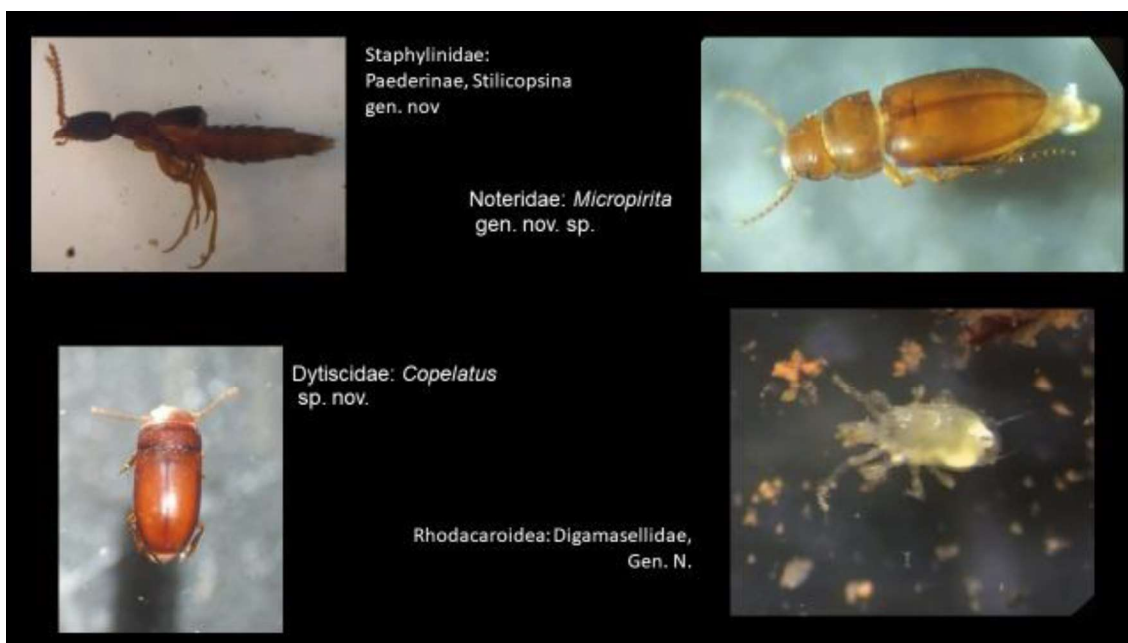 Staphylinidae:
Paederinae, Stilicopsina
gen. nov
Noteridae: Micropirita
gen. nov. sp.
Dytiscidae: Copelatus
sp. nov.
Rhodacaroidea: Digamasellidae,
Gen. N.